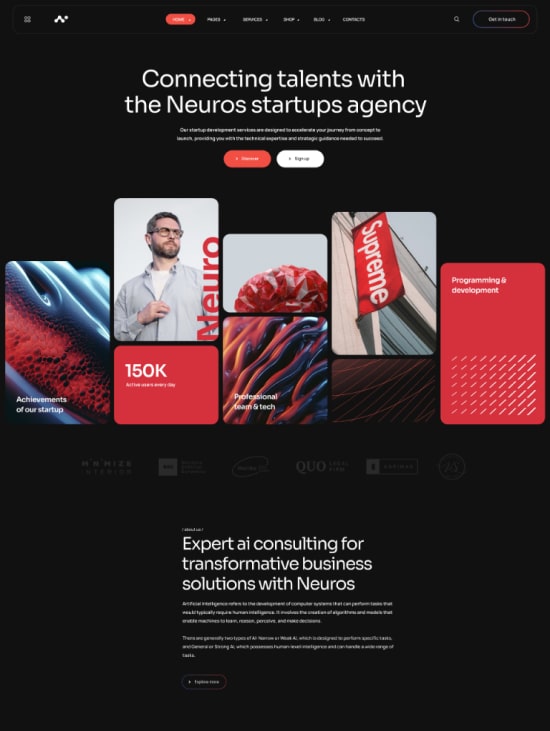 HOME PAGES SERVICES SHOP BLOG CONTACTS Get in touch
Connecting talents with
the Neuros startups agency
Our startup development services are designed to accelerate your journey from concept to
launch, providing you with the technical expertise and strategic guidance needed to succeed.
Discover Sign up
Neuro
Supreme
Programming &
development
150K
Active users every day
Achievements
of our startup
Professional
team & tech
QUO LEGAL
FIRM
/ about us /
Expert ai consulting for
transformative business
solutions with Neuros
Artificial intelligence refers to the development of computer systems that can perform tasks that
would typically require human intelligence. It involves the creation of algorithms and models that
enable machines to learn, reason, perceive, and make decisions.
There are generally two types of AI: Narrow or Weak AI, which is designed to perform specific tasks,
and General or Strong AI, which possesses human-level intelligence and can handle a wide range of
tasks.
Explore more